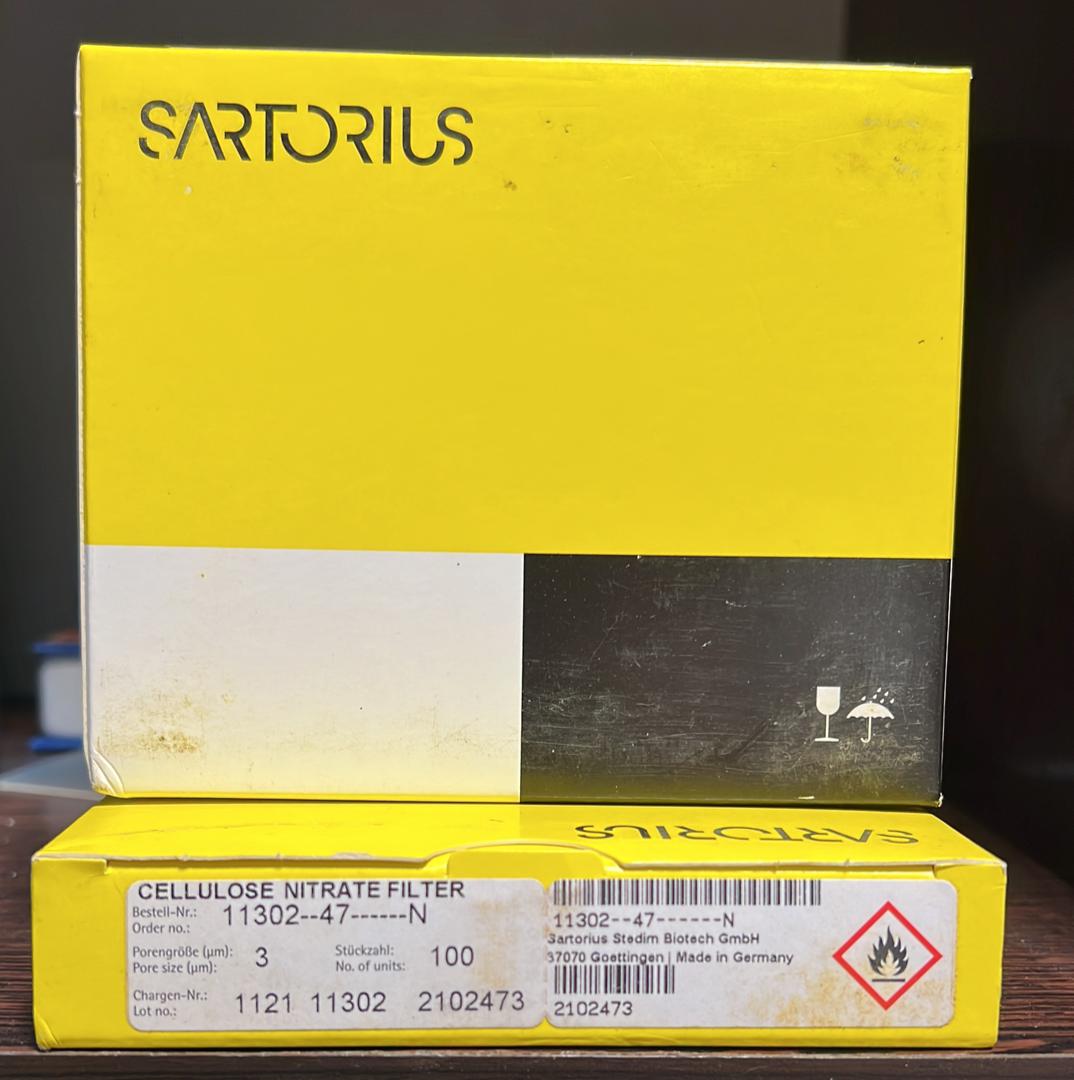 SARTORIUS
SARTORIUS
CELLULOSE NITRATE FILTER
Bestell-Nr.: 11302--47------N
Order no.:
Porengröße (µm): 3 Stückzahl: 100
Pore size (µm): No. of units:
Chargen-Nr.: 1121 11302 2102473
Lot no.:
11302--47------N
Sartorius Stedim Biotech GmbH
37070 Goettingen | Made in Germany
2102473